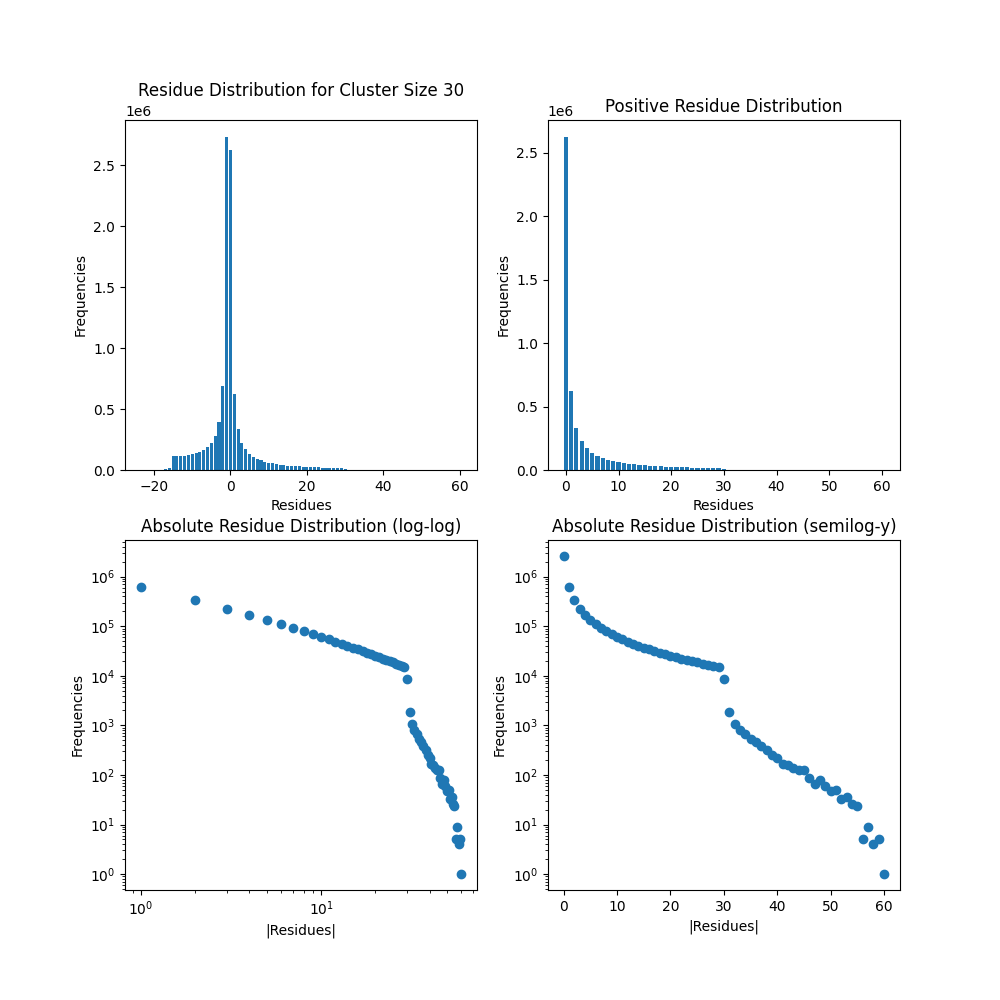 Residue Distribution for Cluster Size 30
1e6
2.5
2.0
1.5
1.0
0.5
0.0
Frequencies
−20 0 20 40 60
Residues
Positive Residue Distribution
1e6
2.5
2.0
1.5
1.0
0.5
0.0
Frequencies
0 10 20 30 40 50 60
Residues
Absolute Residue Distribution (log-log)
10⁶
10⁵
10⁴
10³
10²
10¹
10⁰
Frequencies
10⁰ 10¹
|Residues|
Absolute Residue Distribution (semilog-y)
10⁶
10⁵
10⁴
10³
10²
10¹
10⁰
Frequencies
0 10 20 30 40 50 60
|Residues|